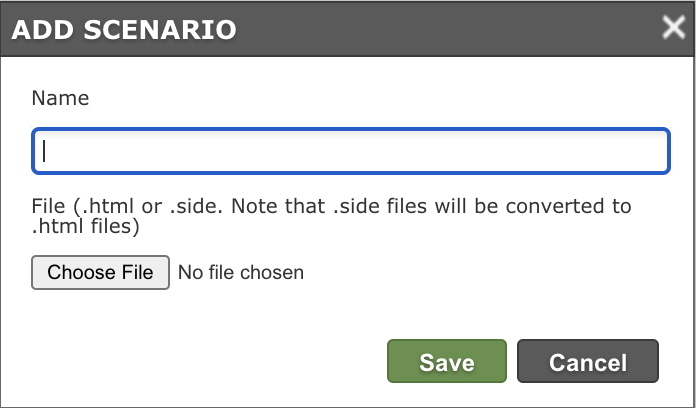 ADD SCENARIO
Name
File (.html or .side. Note that .side files will be converted to
.html files)
Choose File No file chosen
Save Cancel